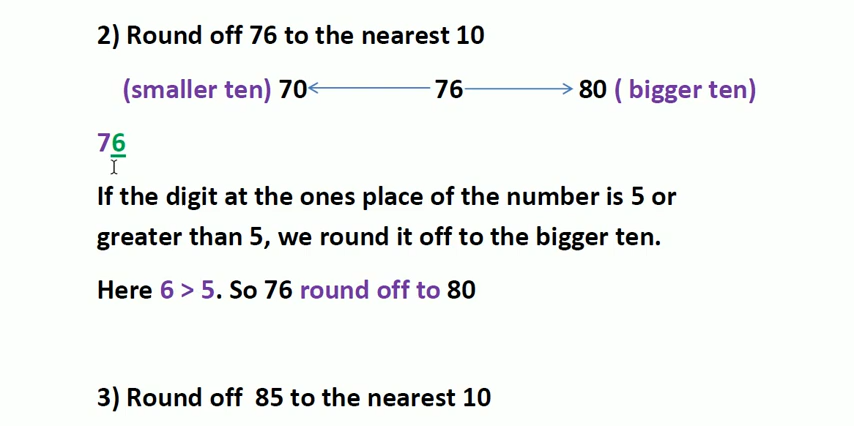 2) Round off 76 to the nearest 10
(smaller ten) 70 76 80 ( bigger ten)
76
If the digit at the ones place of the number is 5 or
greater than 5, we round it off to the bigger ten.
Here 6 > 5. So 76 round off to 80
3) Round off 85 to the nearest 10